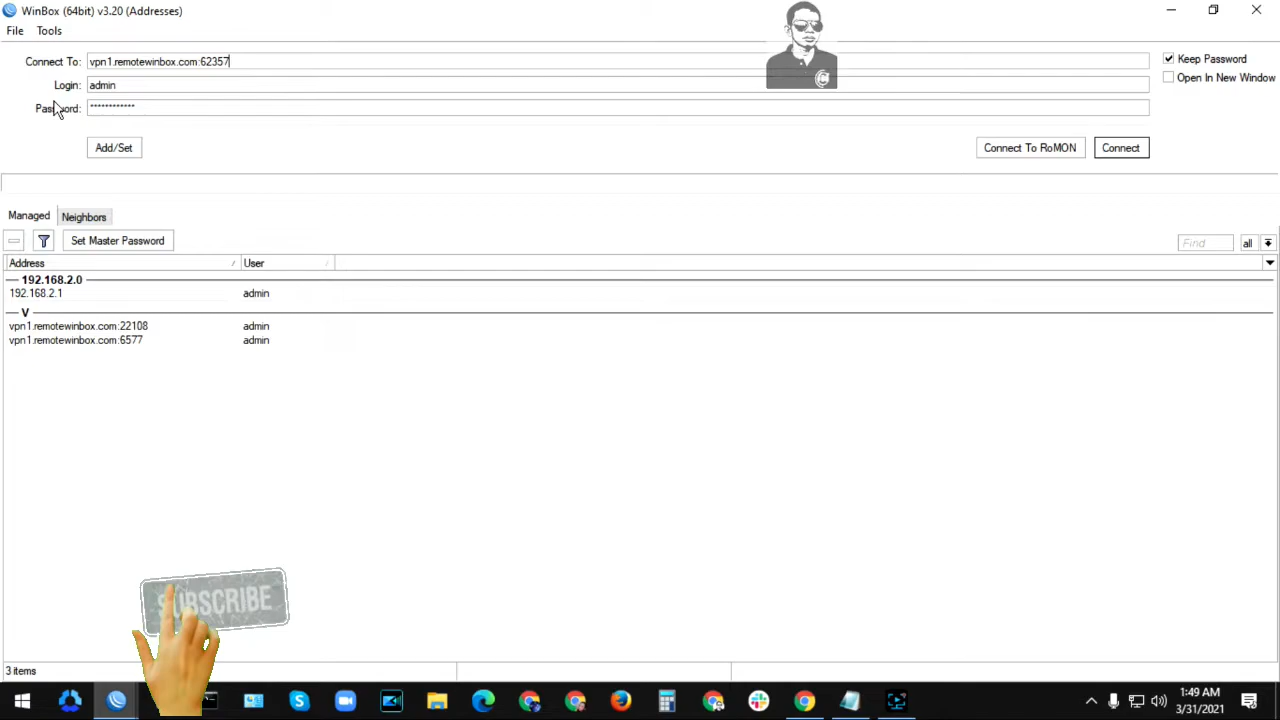 WinBox (64bit) v3.20 (Addresses)
File Tools
Connect To: vpn1.remotewinbox.com:62357
Keep Password
Login: admin
Open In New Window
Password: ************
Add/Set
Connect To RoMON
Connect
Managed
Neighbors
Set Master Password
Find
all
Address
User
192.168.2.0
192.168.2.1 admin
V
vpn1.remotewinbox.com:22108 admin
vpn1.remotewinbox.com:6577 admin
SUBSCRIBE
3 items
1:49 AM
3/31/2021